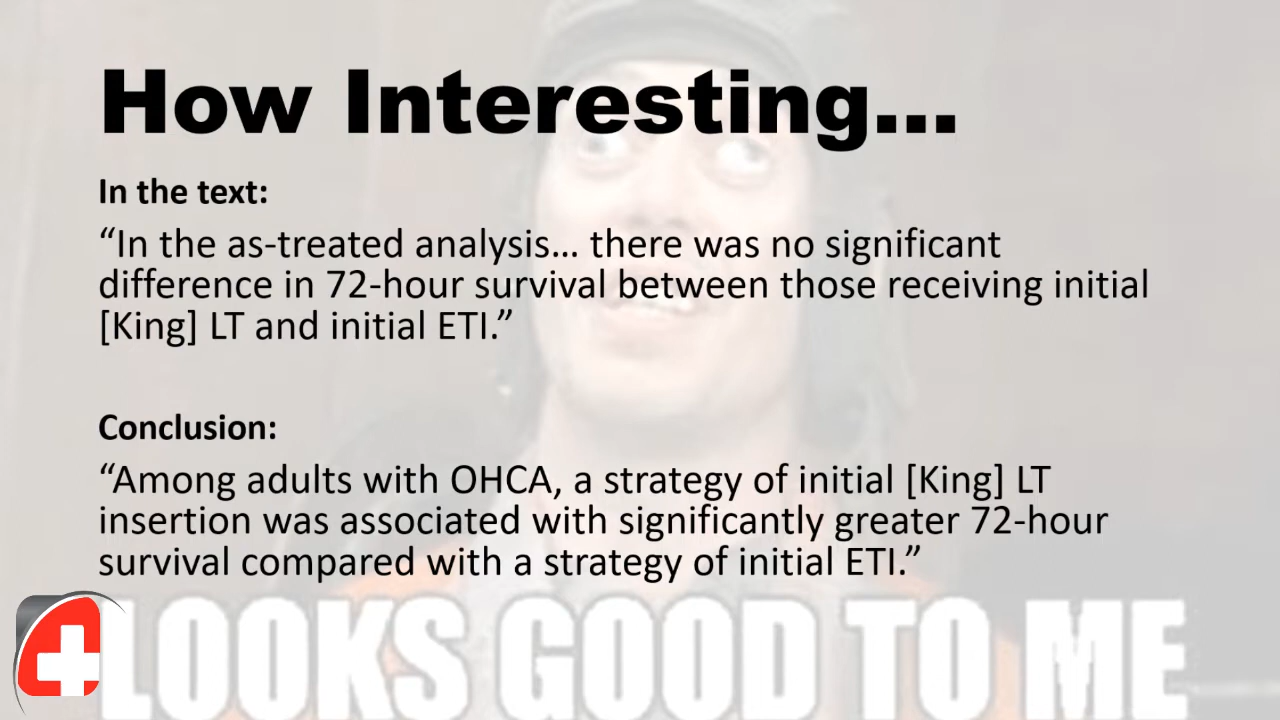 How Interesting...
In the text:
“In the as-treated analysis... there was no significant
difference in 72-hour survival between those receiving initial
[King] LT and initial ETI.”
Conclusion:
“Among adults with OHCA, a strategy of initial [King] LT
insertion was associated with significantly greater 72-hour
survival compared with a strategy of initial ETI.”
LOOKS GOOD TO ME